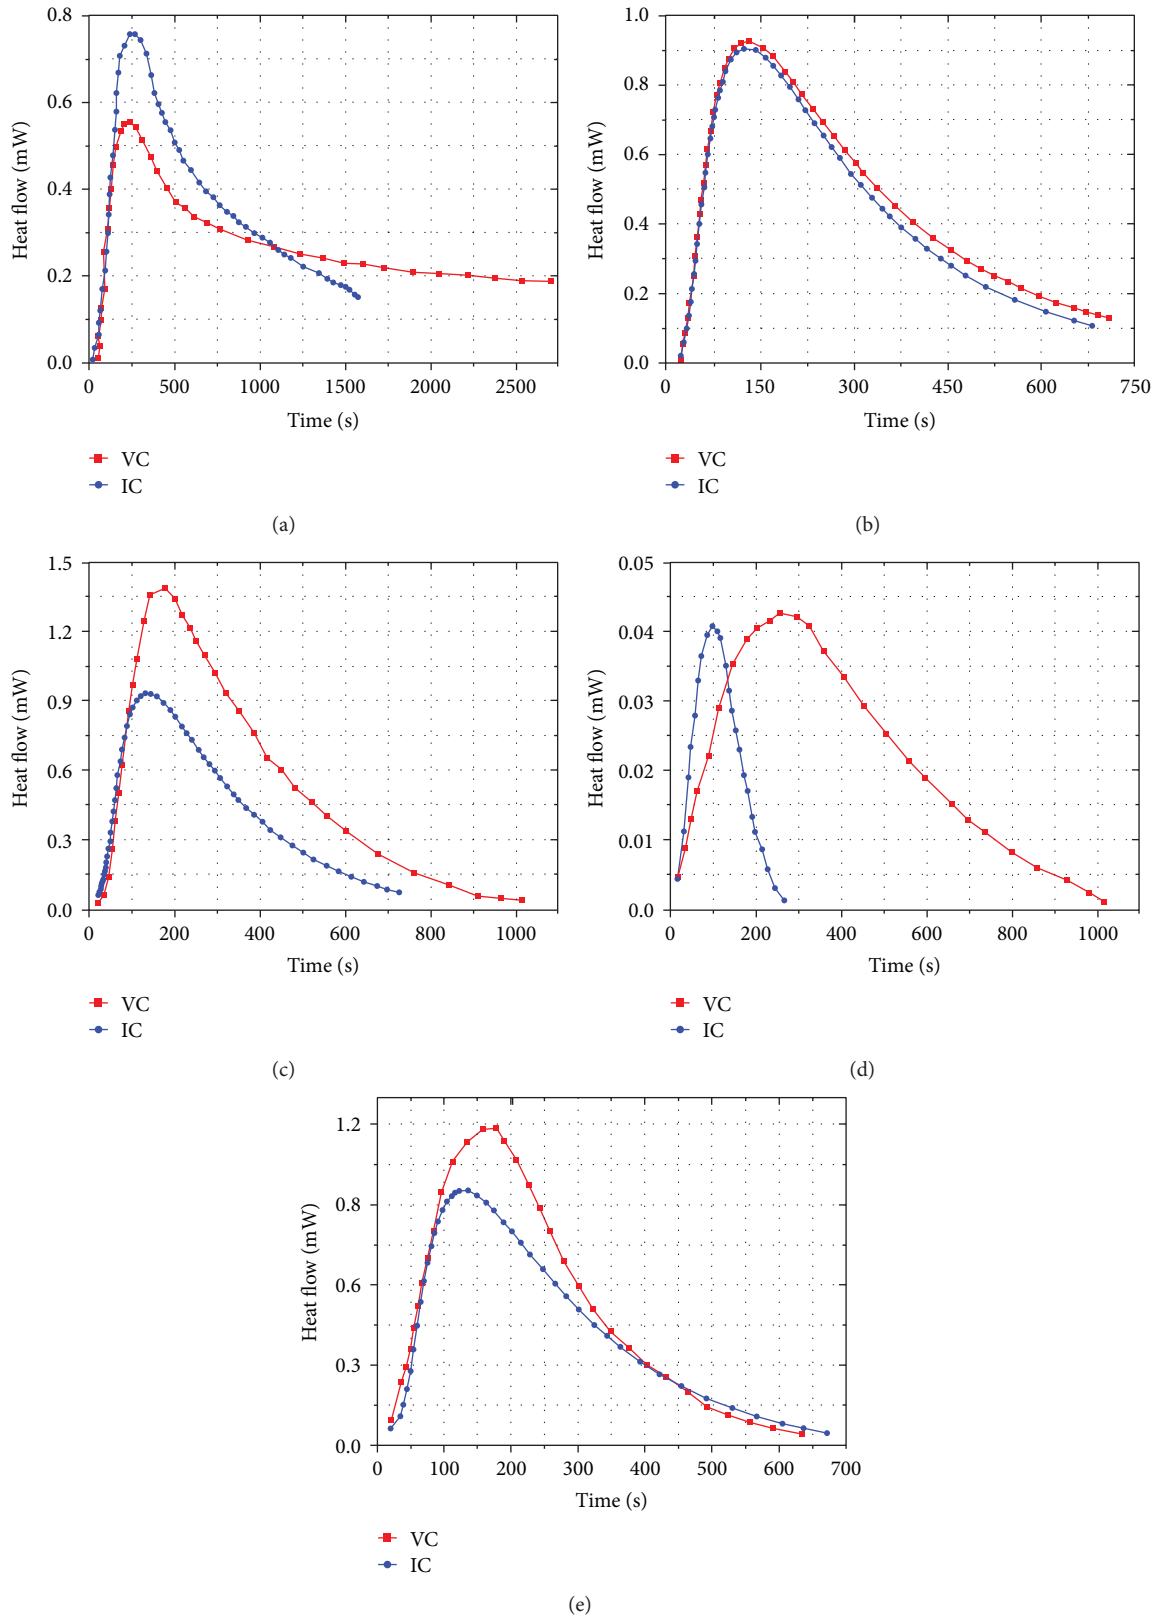 0.8
0.6
0.4
0.2
0.0
Heat flow (mW)
0 500 1000 1500 2000 2500
Time (s)
VC
IC
(a)
1.0
0.8
0.6
0.4
0.2
0.0
Heat flow (mW)
0 150 300 450 600 750
Time (s)
VC
IC
(b)
1.5
1.2
0.9
0.6
0.3
0.0
Heat flow (mW)
0 200 400 600 800 1000
Time (s)
VC
IC
(c)
0.05
0.04
0.03
0.02
0.01
0.0
Heat flow (mW)
0 200 400 600 800 1000
Time (s)
VC
IC
(d)
1.2
0.8
0.6
0.3
0.0
Heat flow (mW)
0 100 200 300 400 500 600 700
Time (s)
VC
IC
(e)